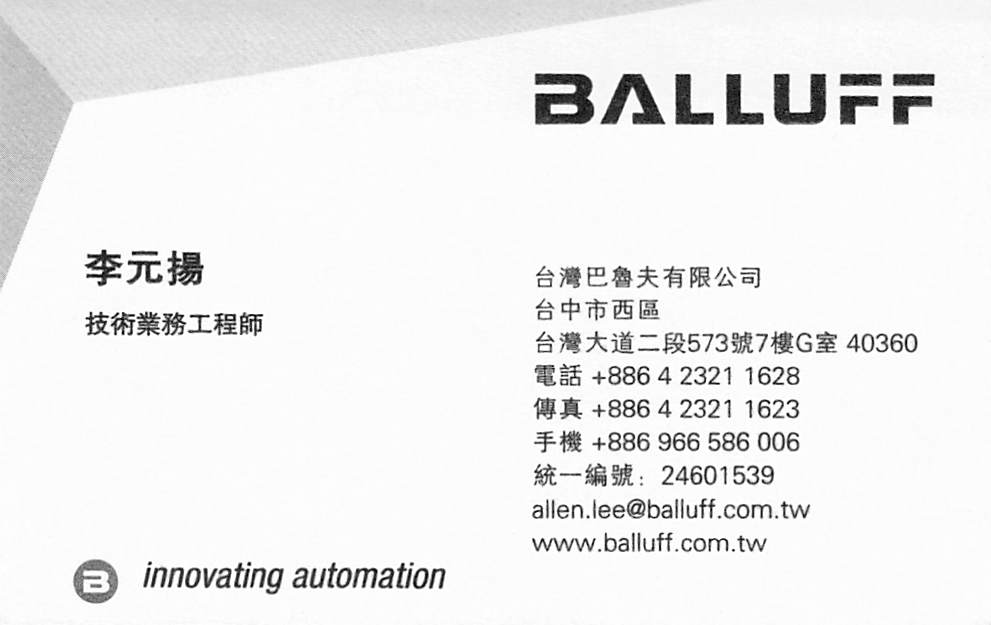 BALLUFF
李元揚
技術業務工程師
台灣巴魯夫有限公司
台中市西區
台灣大道二段573號7樓G室 40360
電話 +886 4 2321 1628
傳真 +886 4 2321 1623
手機 +886 966 586 006
統一編號：24601539
allen.lee@balluff.com.tw
www.balluff.com.tw
B innovating automation